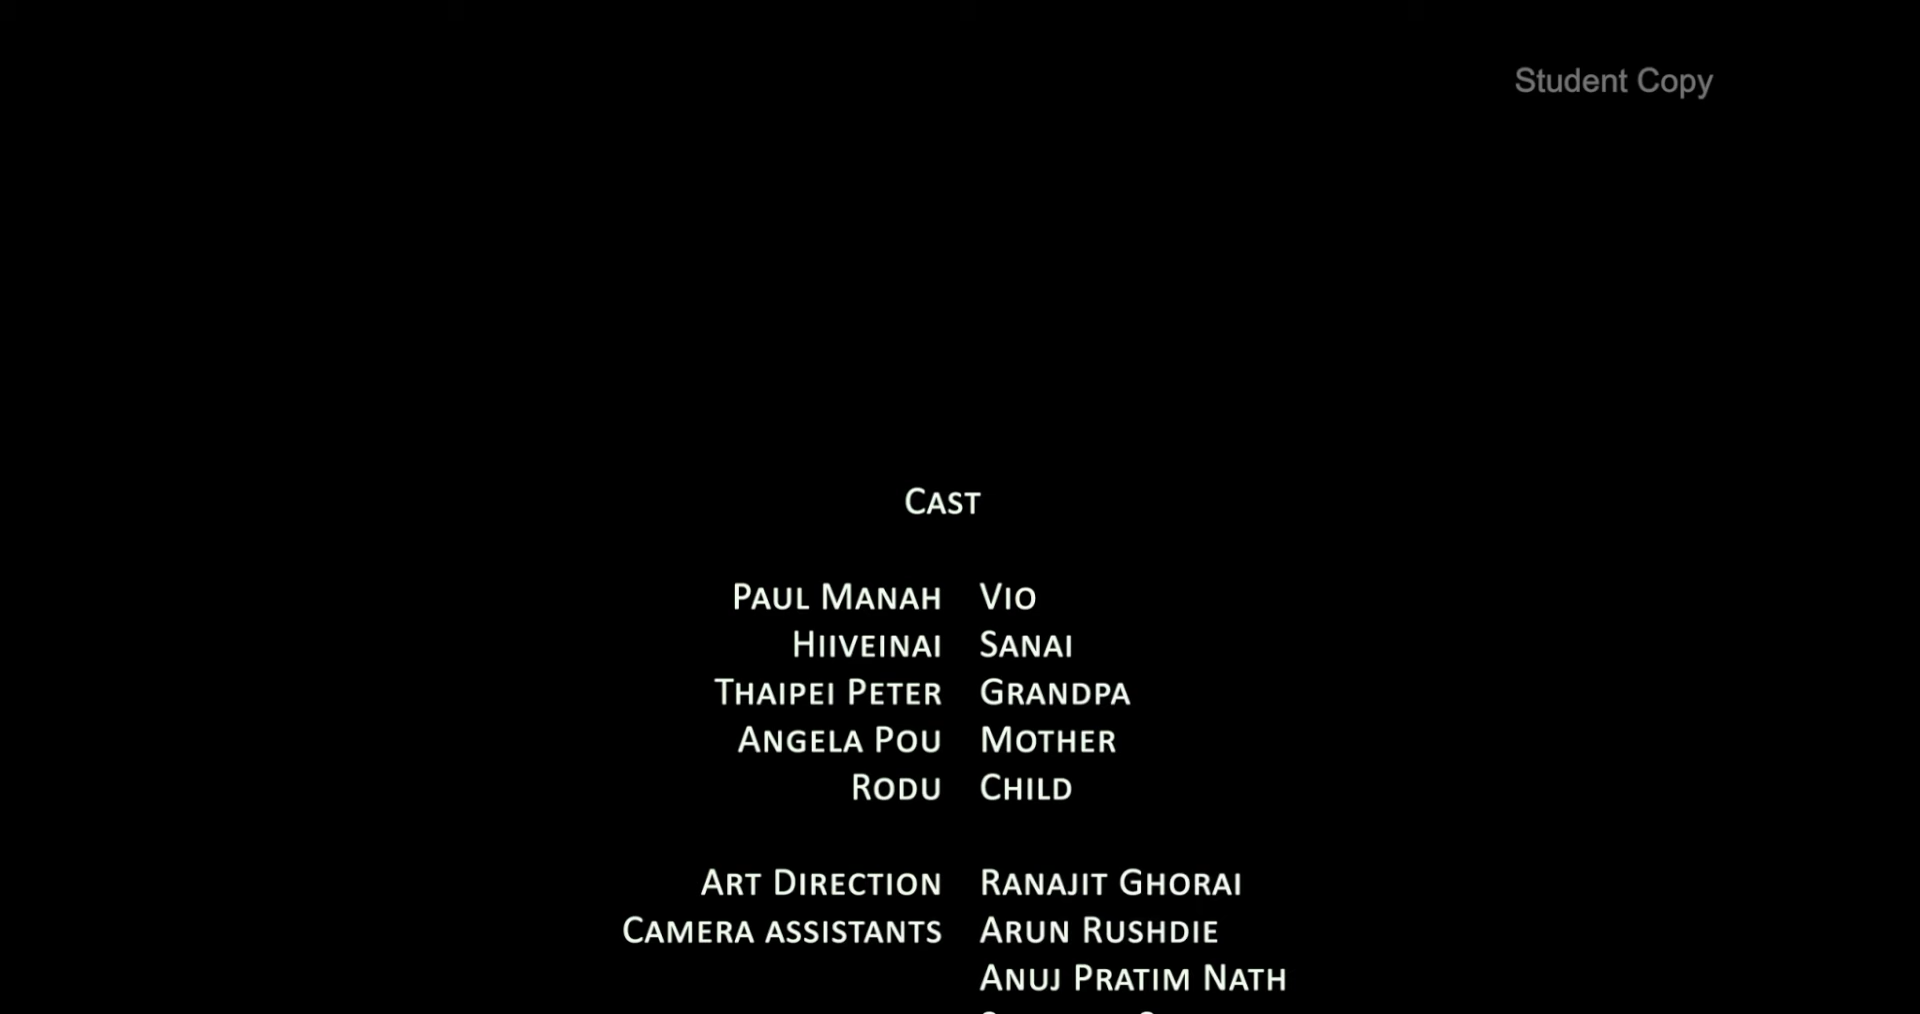 Student Copy
Cast
Paul Manah Vio
Hiiveinai Sanai
Thaipei Peter Grandpa
Angela Pou Mother
Rodu Child
Art Direction Ranajit Ghorai
Camera assistants Arun Rushdie
Anuj Pratim Nath